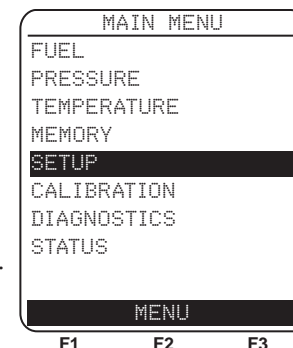 MAIN MENU
FUEL
PRESSURE
TEMPERATURE
MEMORY
SETUP
CALIBRATION
DIAGNOSTICS
STATUS
MENU
F1 F2 F3